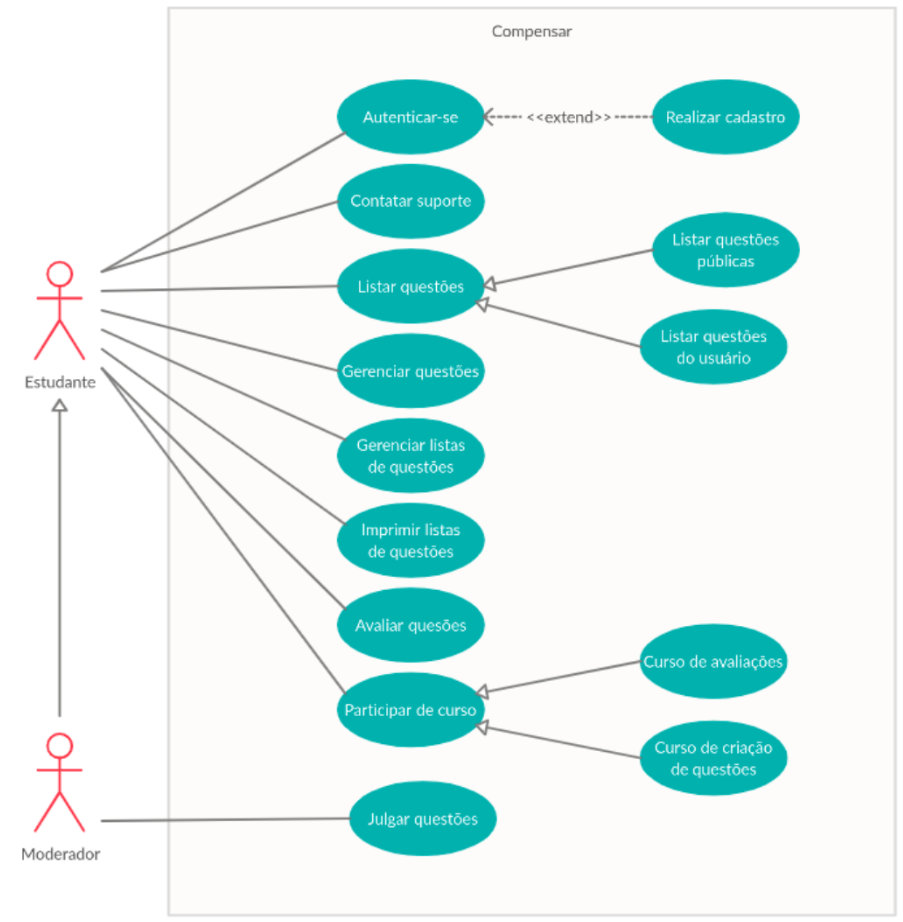 Compensar
Autenticar-se
<<extend>>
Realizar cadastro
Contatar suporte
Listar questões
públicas
Listar questões
Listar questões
do usuário
Estudante
Gerenciar questões
Gerenciar listas
de questões
Imprimir listas
de questões
Avaliar quesões
Curso de avaliações
Participar de curso
Curso de criação
de questões
Julgar questões
Moderador